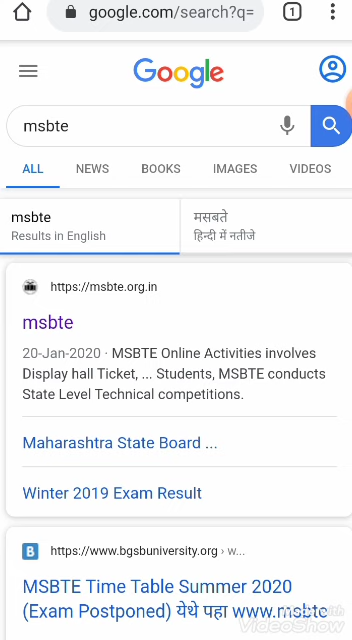 google.com/search?q=
1
Google
msbte
ALL NEWS BOOKS IMAGES VIDEOS
msbte
Results in English
मसबते
हिन्दी में नतीजे
https://msbte.org.in
msbte
20-Jan-2020 · MSBTE Online Activities involves
Display hall Ticket, ... Students, MSBTE conducts
State Level Technical competitions.
Maharashtra State Board ...
Winter 2019 Exam Result
B https://www.bgsbuniversity.org › w...
MSBTE Time Table Summer 2020
(Exam Postponed) येथे पहा www.msbte
VideoShow